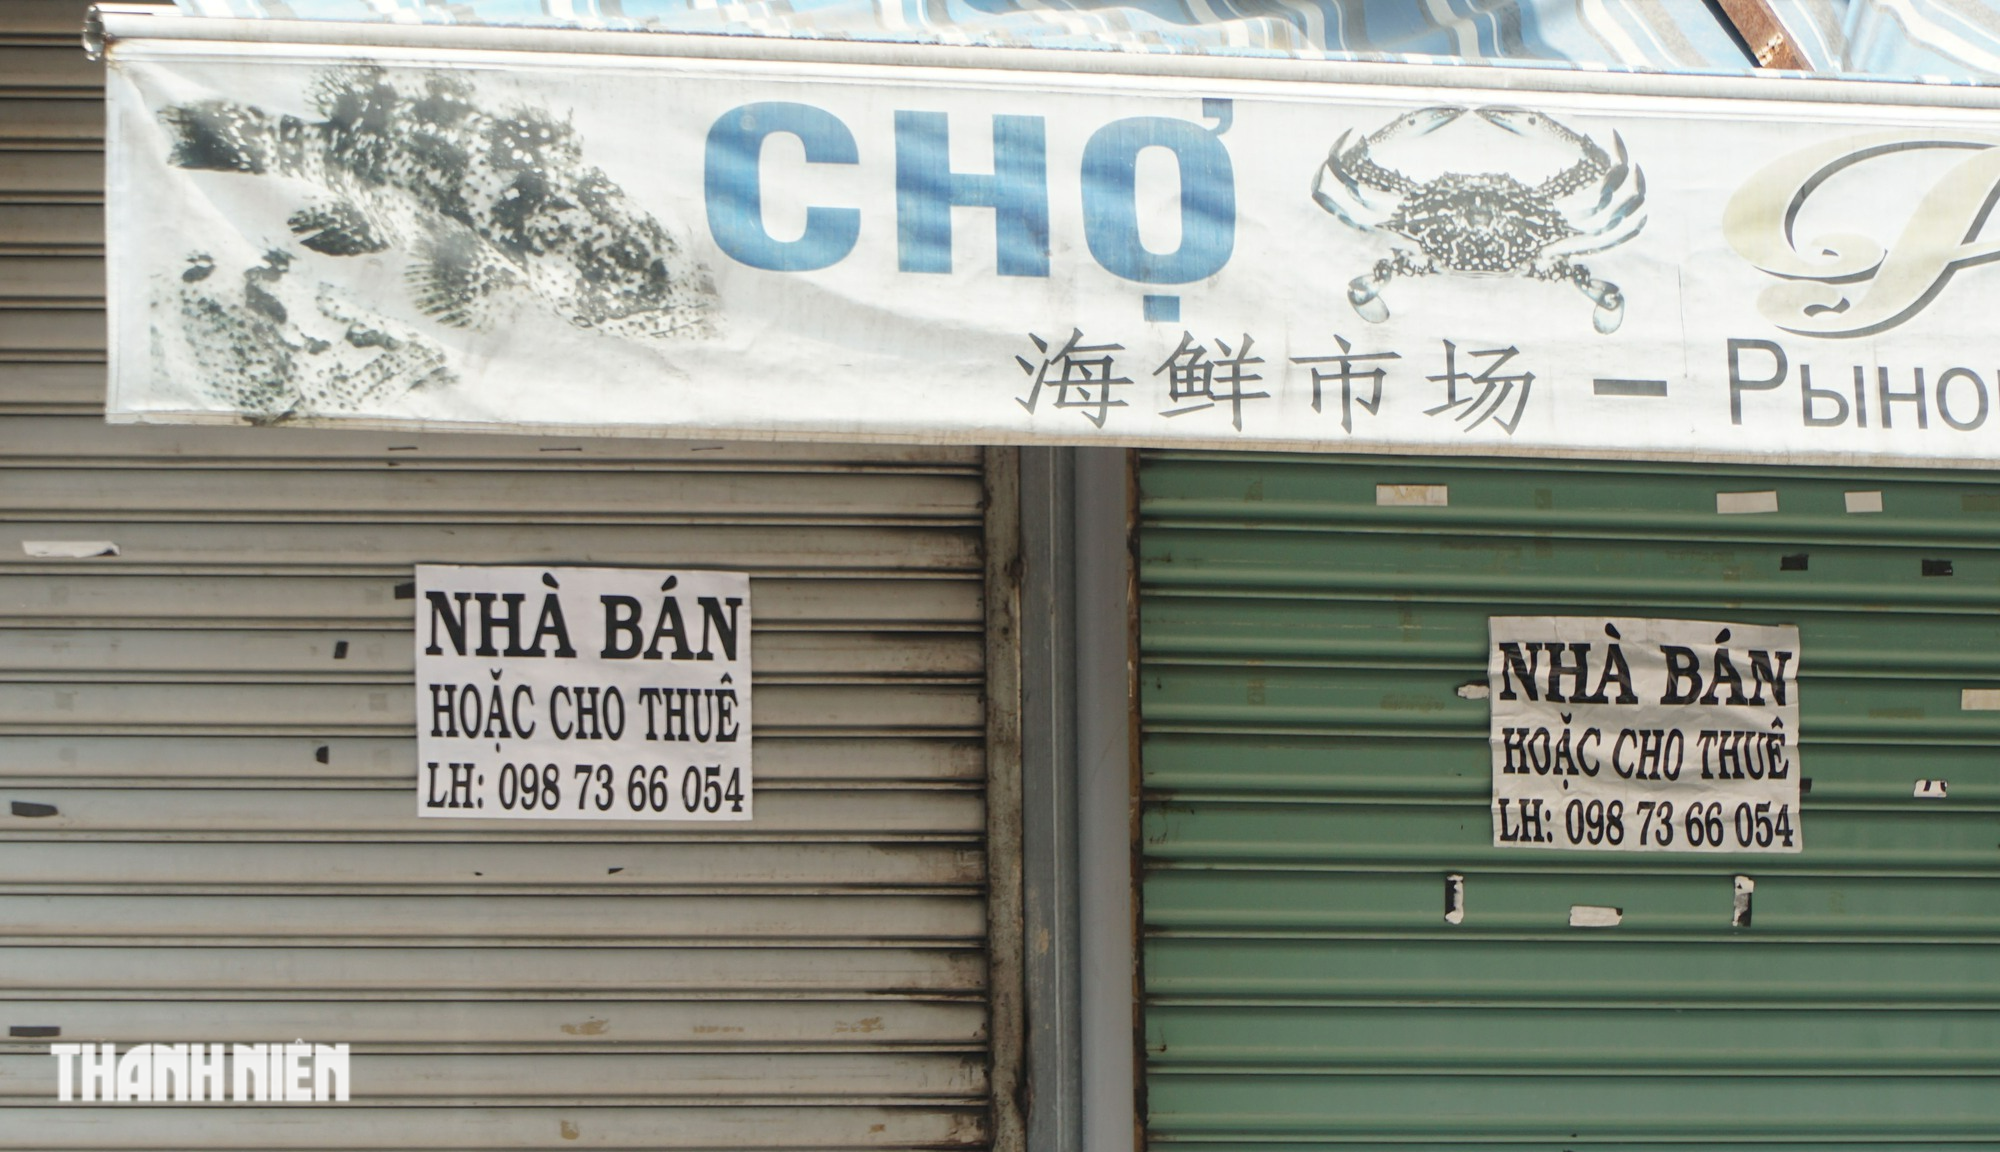 CHỢ
海鲜市场 – Рыно
NHÀ BÁN
HOẶC CHO THUÊ
LH: 098 73 66 054
NHÀ BÁN
HOẶC CHO THUÊ
LH: 098 73 66 054
THANH NIÊN